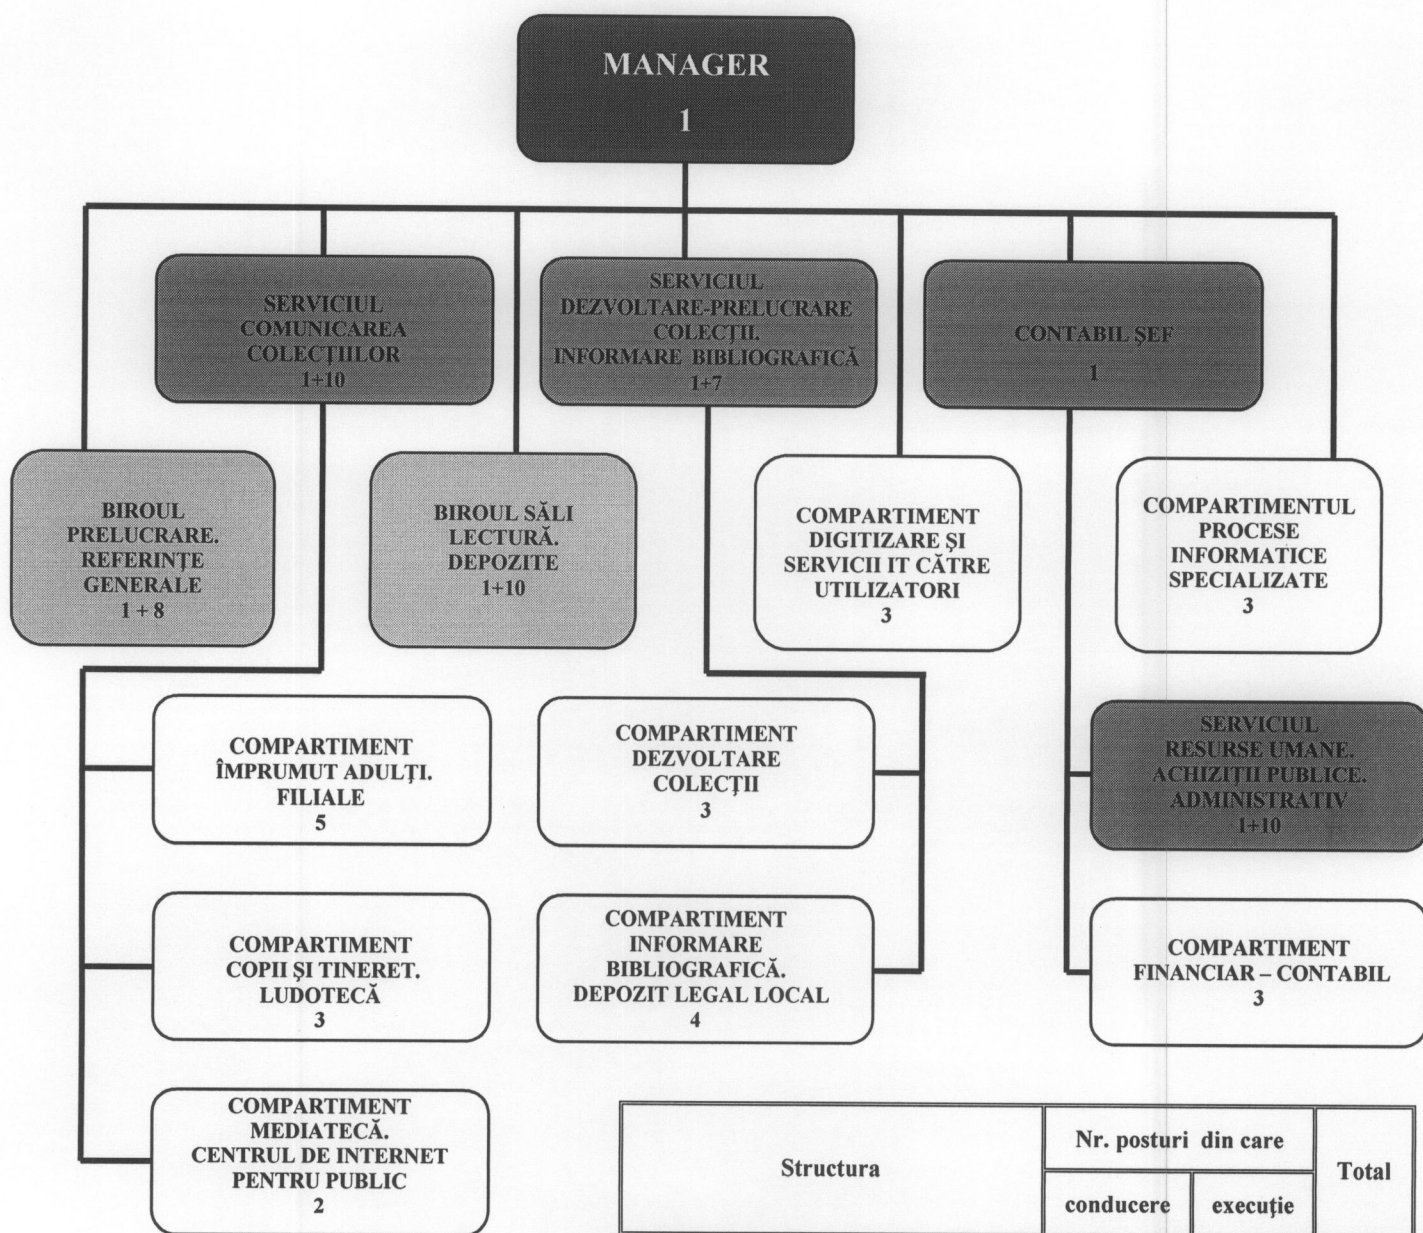 MANAGER
1
SERVICIUL
COMUNICAREA
COLECȚIILOR
1+10
SERVICIUL
DEZVOLTARE-PRELUCRARE
COLECȚII.
INFORMARE BIBLIOGRAFICĂ
1+7
CONTABIL ȘEF
1
BIROUL
PRELUCRARE.
REFERINȚE
GENERALE
1 + 8
BIROUL SĂLI
LECTURĂ.
DEPOZITE
1+10
COMPARTIMENT
DIGITIZARE ȘI
SERVICII IT CĂTRE
UTILIZATORI
3
COMPARTIMENTUL
PROCESE
INFORMATICE
SPECIALIZATE
3
COMPARTIMENT
ÎMPRUMUT ADULȚI.
FILIALE
5
COMPARTIMENT
DEZVOLTARE
COLECȚII
3
SERVICIUL
RESURSE UMANE.
ACHIZIȚII PUBLICE.
ADMINISTRATIV
1+10
COMPARTIMENT
COPII ȘI TINERET.
LUDOTECĂ
3
COMPARTIMENT
INFORMARE
BIBLIOGRAFICĂ.
DEPOZIT LEGAL LOCAL
4
COMPARTIMENT
FINANCIAR – CONTABIL
3
COMPARTIMENT
MEDIATECĂ.
CENTRUL DE INTERNET
PENTRU PUBLIC
2
Structura
Nr. posturi din care
Total
conducere
execuție